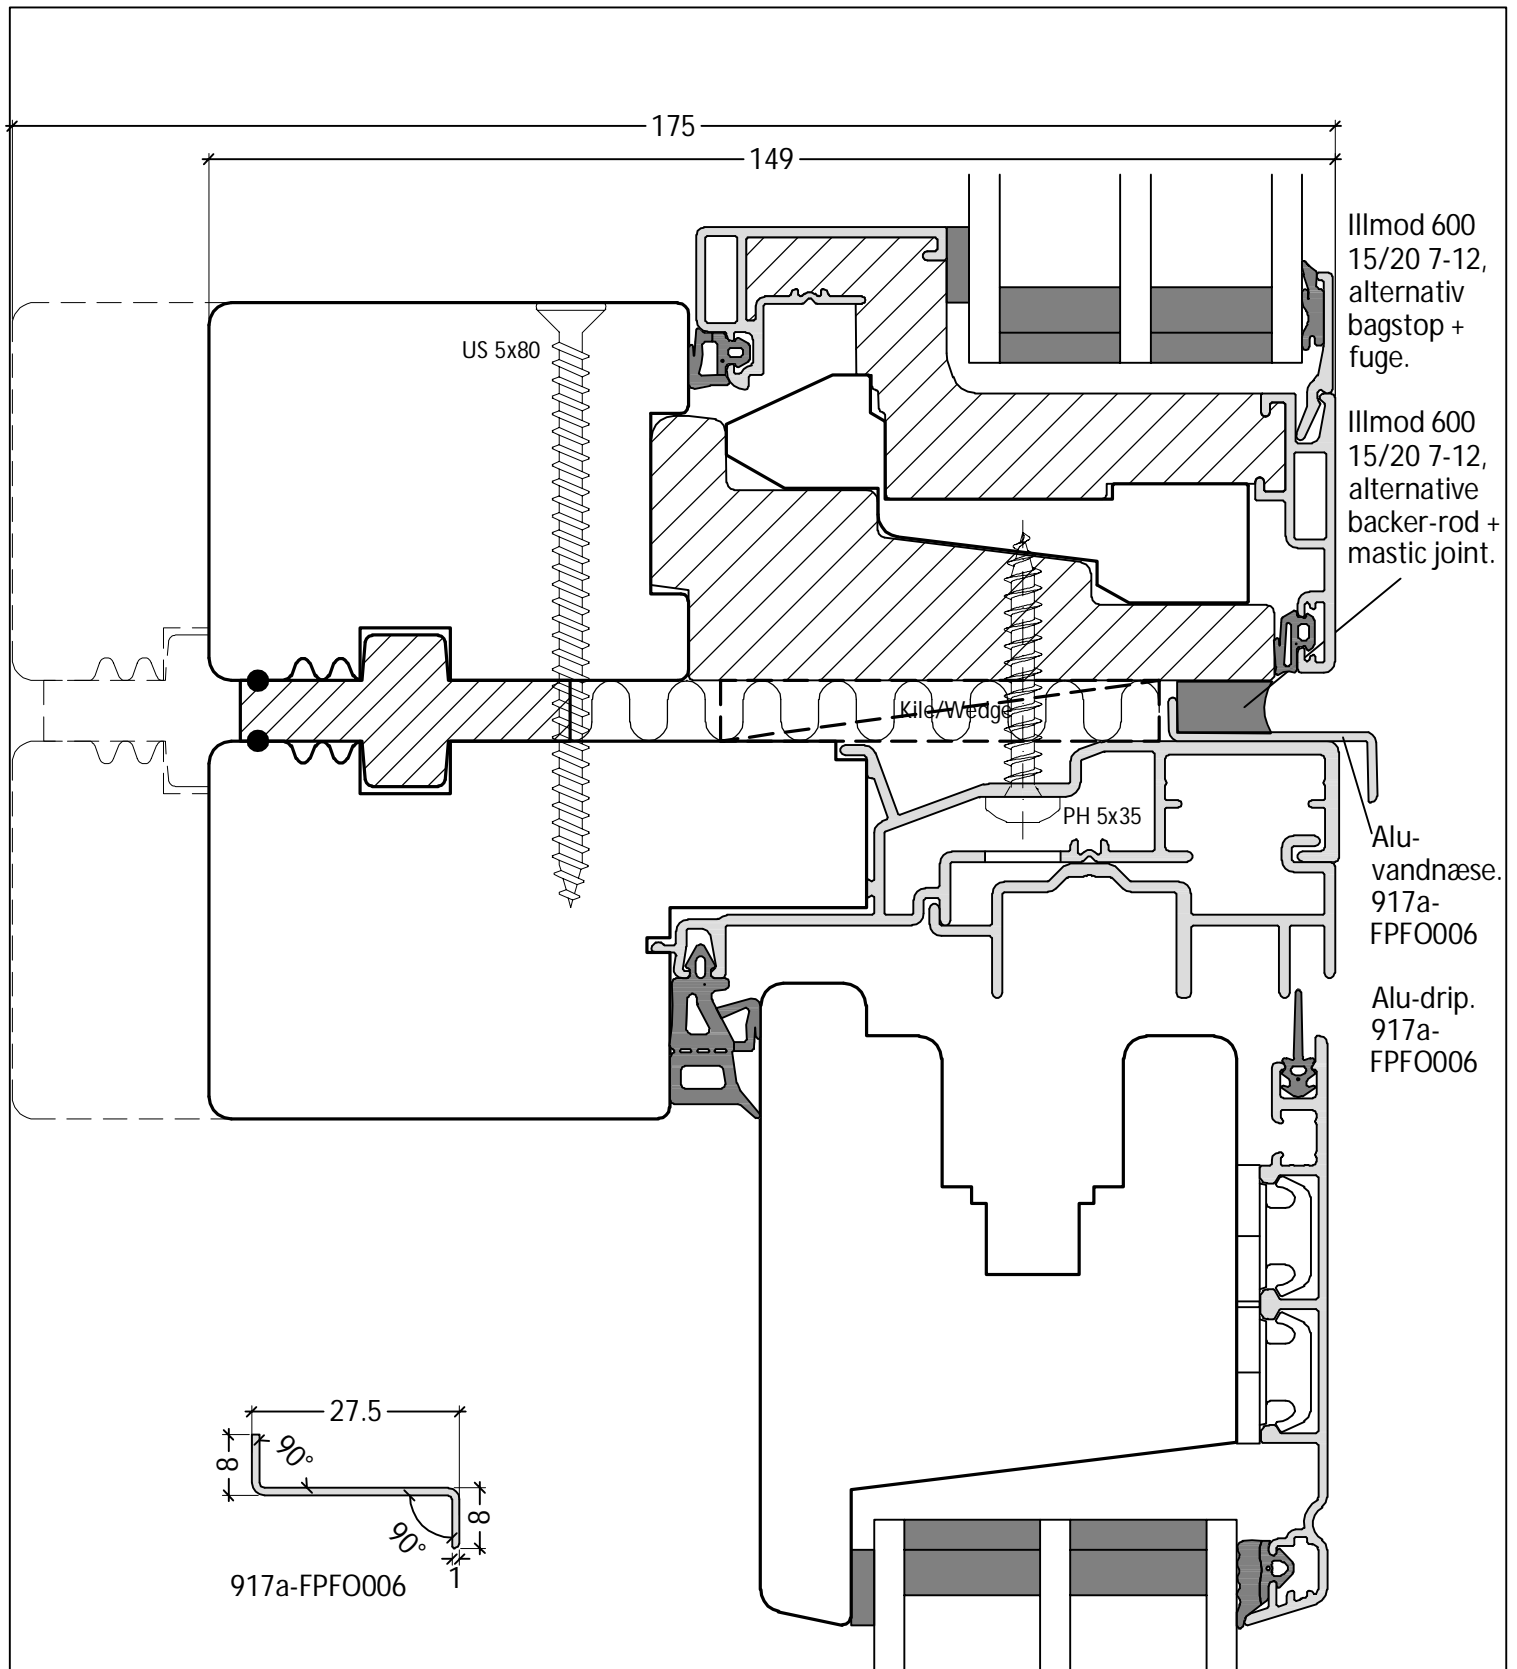 175
149
Illmod 600
15/20 7-12,
alternativ
bagstop +
fuge.
US 5x80
Illmod 600
15/20 7-12,
alternative
backer-rod +
mastic joint.
Kile/Wedge
PH 5x35
Alu-
vandnæse.
917a-
FPFO006
Alu-drip.
917a-
FPFO006
27.5
8
90°
90°
8
1
917a-FPFO006